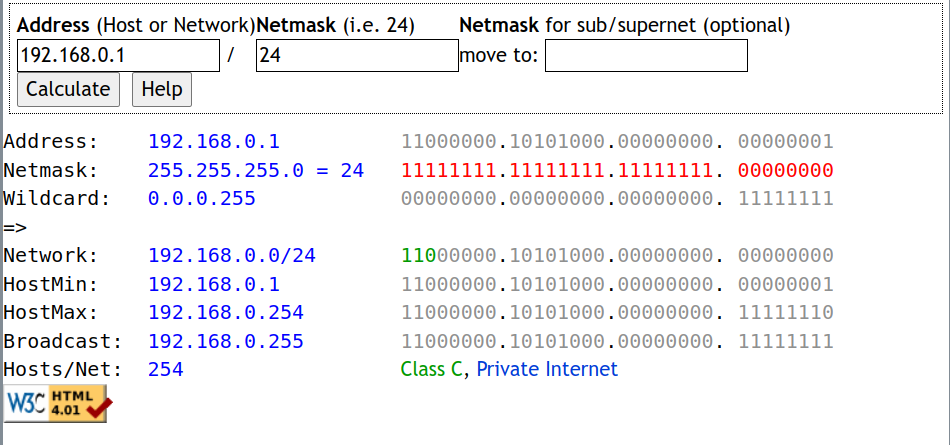 Address (Host or Network) Netmask (i.e. 24) Netmask for sub/supernet (optional)
192.168.0.1 / 24 move to:
Calculate Help
Address: 192.168.0.1 11000000.10101000.00000000. 00000001
Netmask: 255.255.255.0 = 24 11111111.11111111.11111111. 00000000
Wildcard: 0.0.0.255 00000000.00000000.00000000. 11111111
=>
Network: 192.168.0.0/24 11000000.10101000.00000000. 00000000
HostMin: 192.168.0.1 11000000.10101000.00000000. 00000001
HostMax: 192.168.0.254 11000000.10101000.00000000. 11111110
Broadcast: 192.168.0.255 11000000.10101000.00000000. 11111111
Hosts/Net: 254 Class C, Private Internet
W3C HTML 4.01